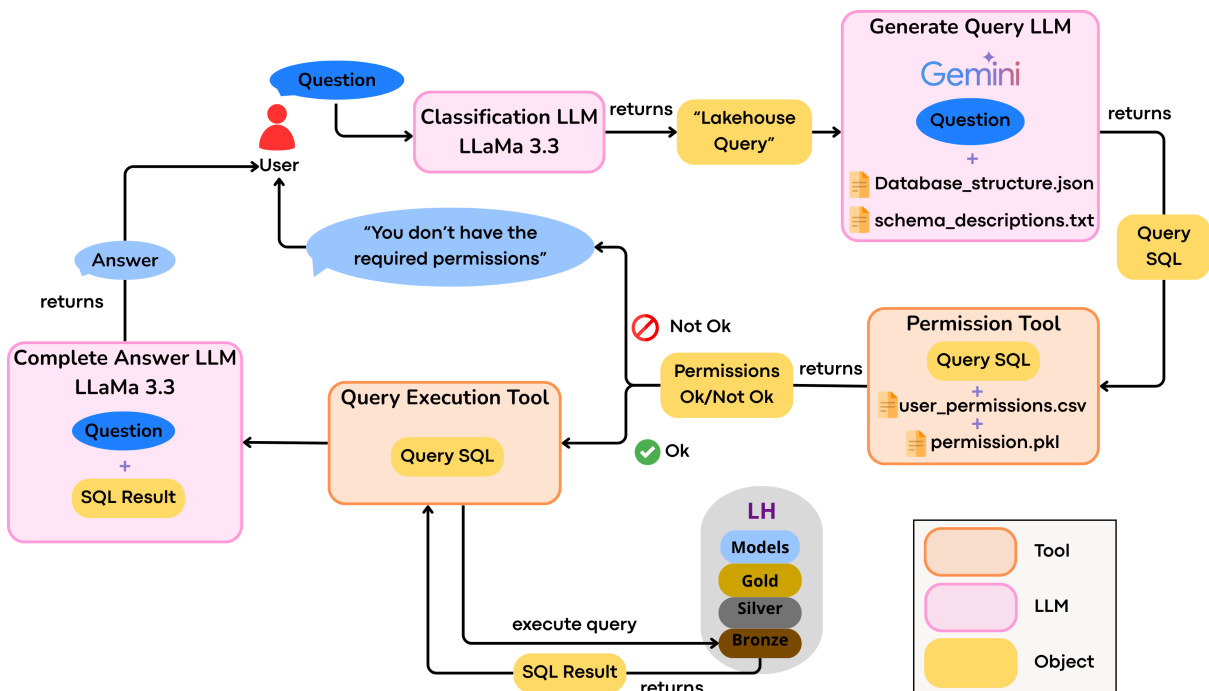 Generate Query LLM
Gemini
Question
+
Database_structure.json
schema_descriptions.txt
Question
User
Classification LLM
LLaMa 3.3
returns
“Lakehouse
Query”
returns
Query
SQL
“You don’t have the
required permissions”
Answer
returns
Not Ok
Permission Tool
Query SQL
+
user_permissions.csv
+
permission.pkl
returns
Permissions
Ok/Not Ok
Ok
Complete Answer LLM
LLaMa 3.3
Question
+
SQL Result
Query Execution Tool
Query SQL
LH
Models
Gold
Silver
Bronze
execute query
SQL Result
returns
Tool
LLM
Object